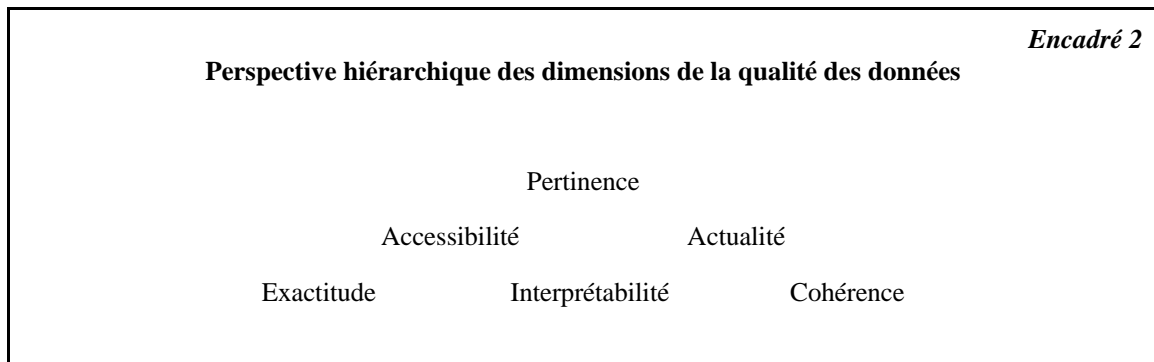 Encadré 2
Perspective hiérarchique des dimensions de la qualité des données
Pertinence
Accessibilité Actualité
Exactitude Interprétabilité Cohérence